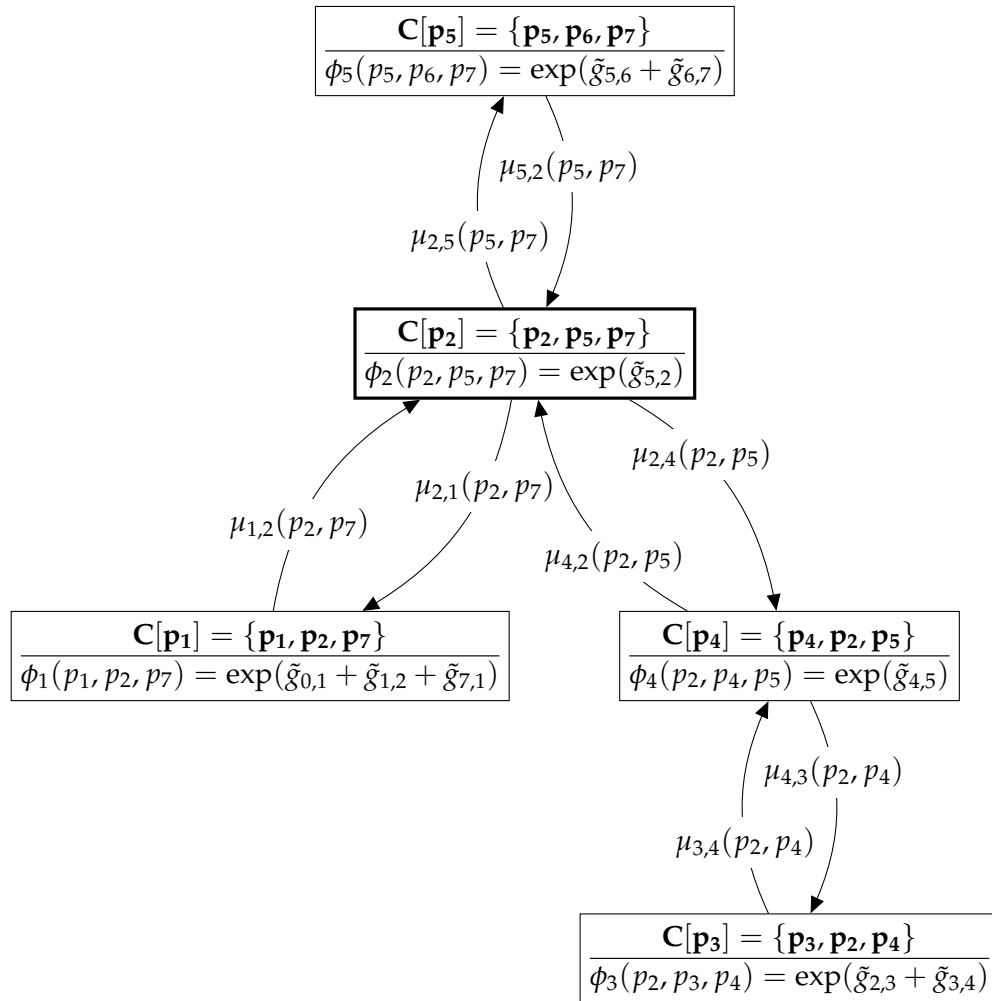 C[p₅] = {p₅, p₆, p₇}
ϕ₅(p₅, p₆, p₇) = exp(g̃₅,₆ + g̃₆,₇)
μ₅,₂(p₅, p₇)
μ₂,₅(p₅, p₇)
C[p₂] = {p₂, p₅, p₇}
ϕ₂(p₂, p₅, p₇) = exp(g̃₅,₂)
μ₂,₄(p₂, p₅)
μ₂,₁(p₂, p₇)
μ₁,₂(p₂, p₇)
μ₄,₂(p₂, p₅)
C[p₁] = {p₁, p₂, p₇}
ϕ₁(p₁, p₂, p₇) = exp(g̃₀,₁ + g̃₁,₂ + g̃₇,₁)
C[p₄] = {p₄, p₂, p₅}
ϕ₄(p₂, p₄, p₅) = exp(g̃₄,₅)
μ₄,₃(p₂, p₄)
μ₃,₄(p₂, p₄)
C[p₃] = {p₃, p₂, p₄}
ϕ₃(p₂, p₃, p₄) = exp(g̃₂,₃ + g̃₃,₄)